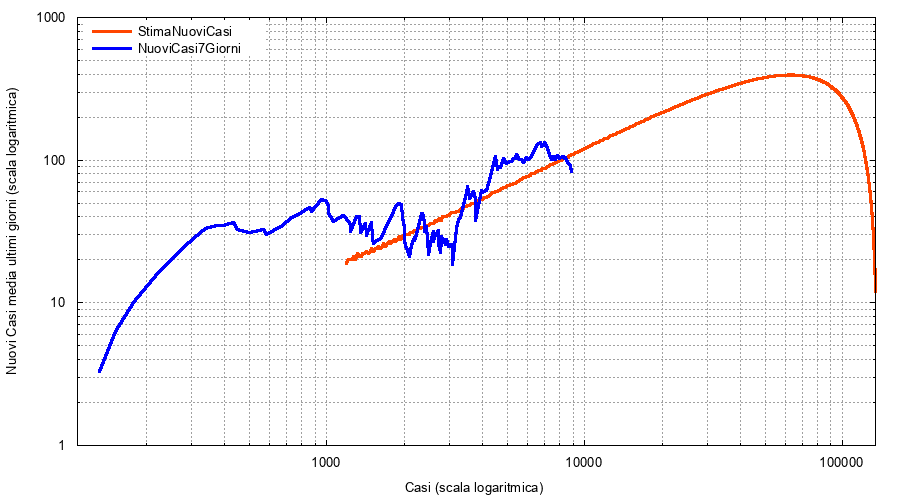 Nuovi Casi media ultimi giorni (scala logaritmica)
1000
100
10
1
StimaNuoviCasi
NuoviCasi7Giorni
1000 10000 100000
Casi (scala logaritmica)